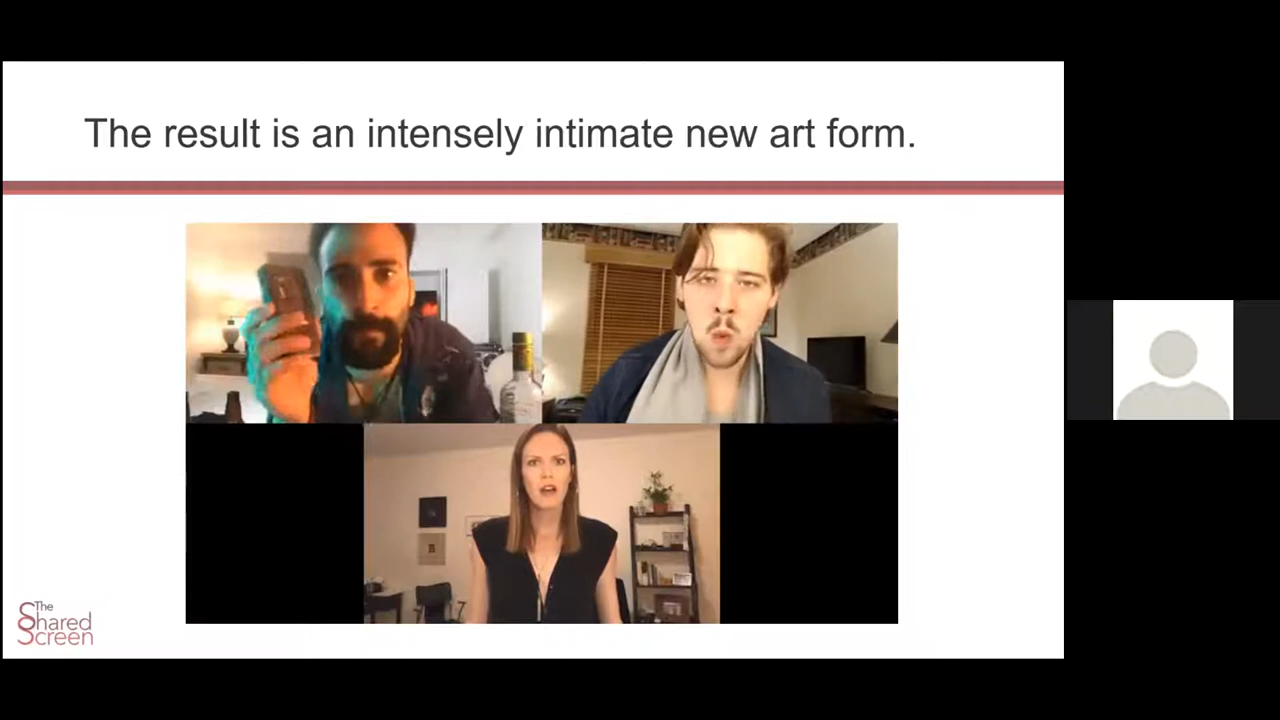 The result is an intensely intimate new art form.
The
Shared
Screen